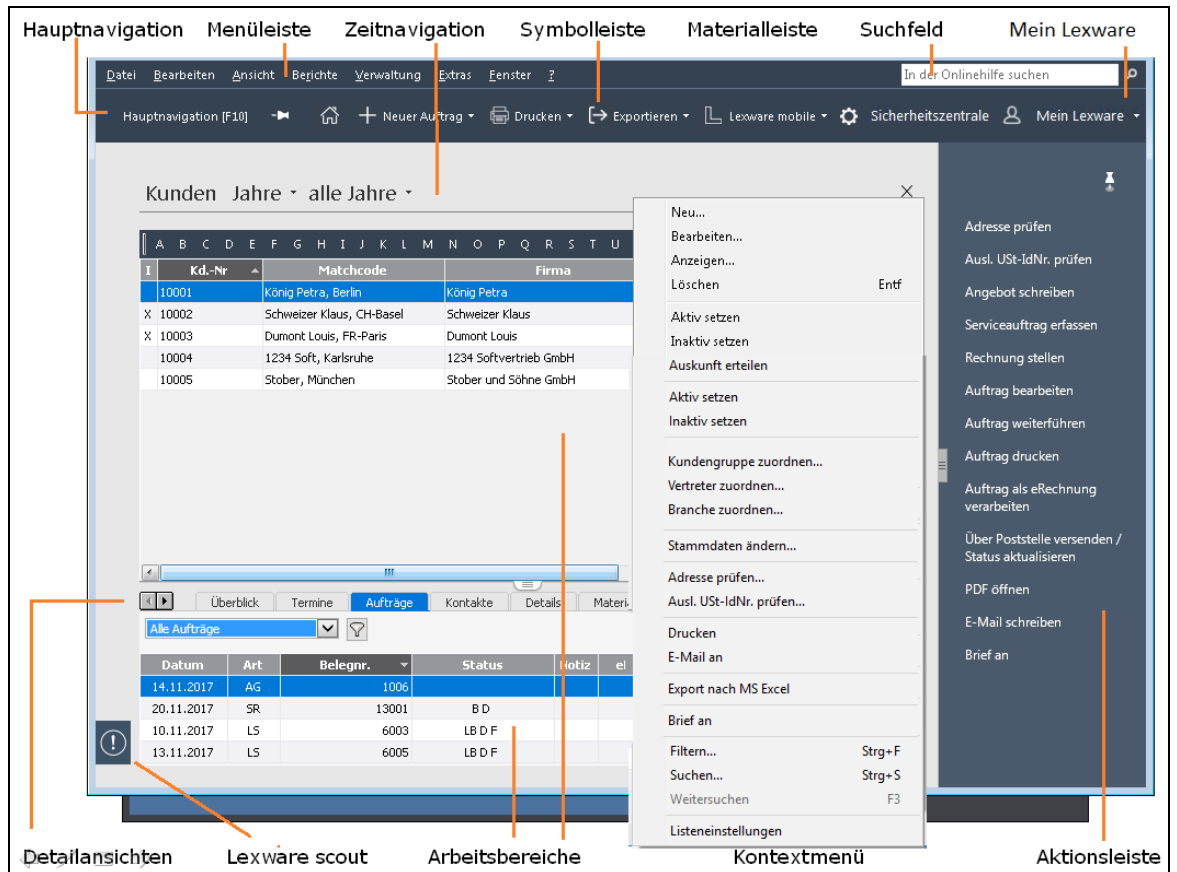 Hauptnavigation Menüleiste Zeitnavigation Symbolleiste Materialleiste Suchfeld Mein Lexware
Datei Bearbeiten Ansicht Berichte Verwaltung Extras Fenster ? In der Onlinehilfe suchen
Hauptnavigation [F10] Neuer Auftrag Drucken Exportieren Lexware mobile Sicherheitszentrale Mein Lexware
Kunden Jahre alle Jahre
A B C D E F G H I J K L M N O P Q R S T U
I Kd.-Nr Matchcode Firma
10001 König Petra, Berlin König Petra
X 10002 Schweizer Klaus, CH-Basel Schweizer Klaus
X 10003 Dumont Louis, FR-Paris Dumont Louis
10004 1234 Soft, Karlsruhe 1234 Softvertrieb GmbH
10005 Stober, München Stober und Söhne GmbH
Überblick Termine Aufträge Kontakte Details Materi
Alle Aufträge
Datum Art Belegnr. Status Notiz el
14.11.2017 AG 1006
20.11.2017 SR 13001 B D
10.11.2017 LS 6003 LB D F
13.11.2017 LS 6005 LB D F
Neu...
Bearbeiten...
Anzeigen...
Löschen Entf
Aktiv setzen
Inaktiv setzen
Auskunft erteilen
Aktiv setzen
Inaktiv setzen
Kundengruppe zuordnen...
Vertreter zuordnen...
Branche zuordnen...
Stammdaten ändern...
Adresse prüfen...
Ausl. USt-IdNr. prüfen...
Drucken
E-Mail an
Export nach MS Excel
Brief an
Filtern... Strg+F
Suchen... Strg+S
Weitersuchen F3
Listeneinstellungen
Adresse prüfen
Ausl. USt-IdNr. prüfen
Angebot schreiben
Serviceauftrag erfassen
Rechnung stellen
Auftrag bearbeiten
Auftrag weiterführen
Auftrag drucken
Auftrag als eRechnung
verarbeiten
Über Poststelle versenden /
Status aktualisieren
PDF öffnen
E-Mail schreiben
Brief an
Detailansichten Lexware scout Arbeitsbereiche Kontextmenü Aktionsleiste